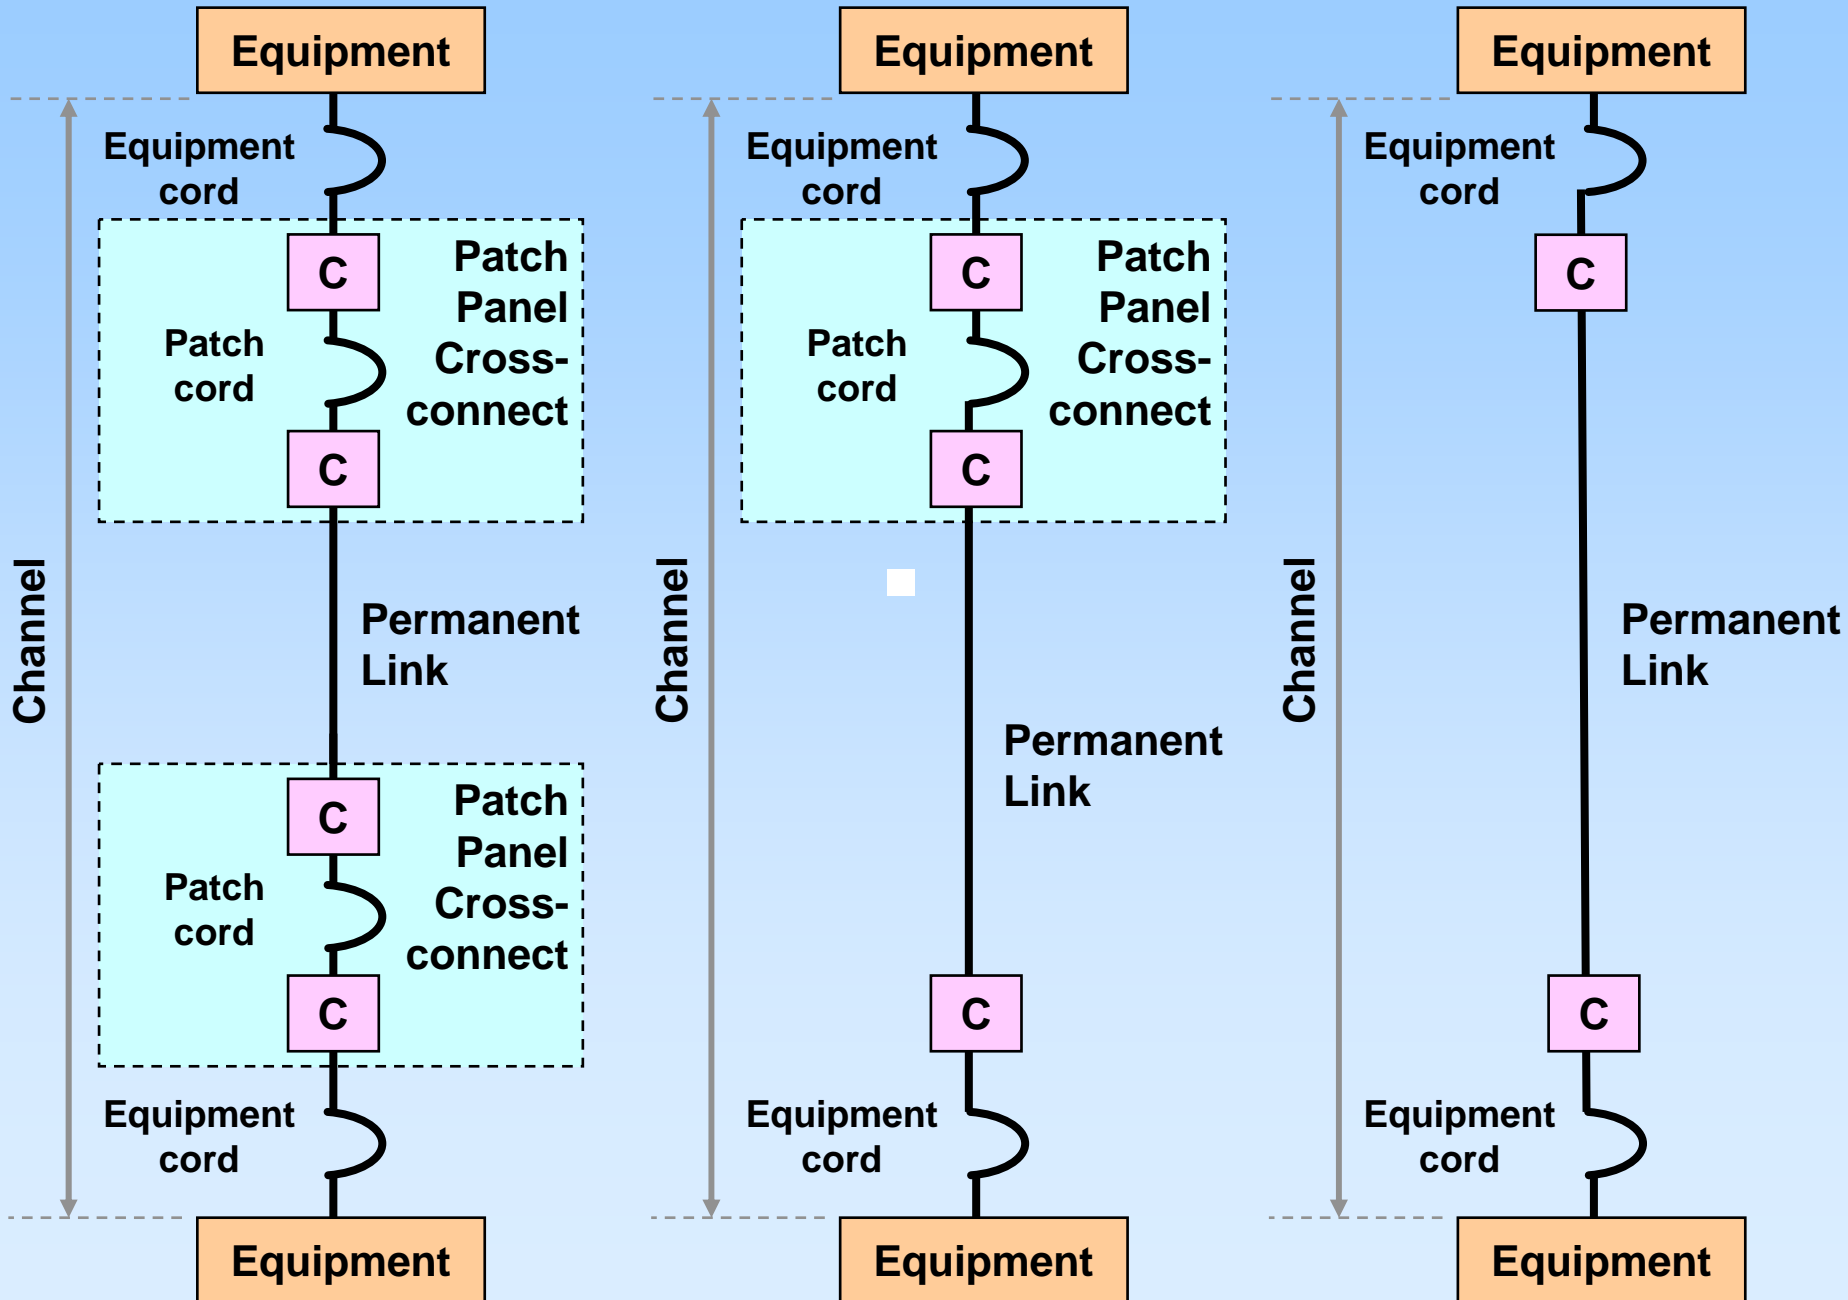 Equipment
Equipment
cord
C
Patch
Panel
Cross-
connect
Patch
cord
C
Channel
Permanent
Link
C
Patch
Panel
Cross-
connect
Patch
cord
C
Equipment
cord
Equipment
Equipment
Equipment
cord
C
Patch
Panel
Cross-
connect
Patch
cord
C
Channel
Permanent
Link
C
Equipment
cord
Equipment
Equipment
Equipment
cord
C
Channel
Permanent
Link
C
Equipment
cord
Equipment